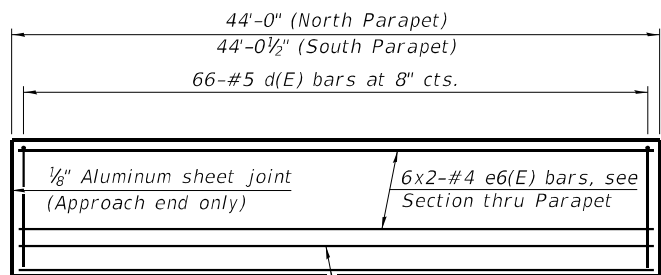 44'-0" (North Parapet)
44'-0½" (South Parapet)
66-#5 d(E) bars at 8" cts.
⅛" Aluminum sheet joint
(Approach end only)
6x2-#4 e6(E) bars, see
Section thru Parapet